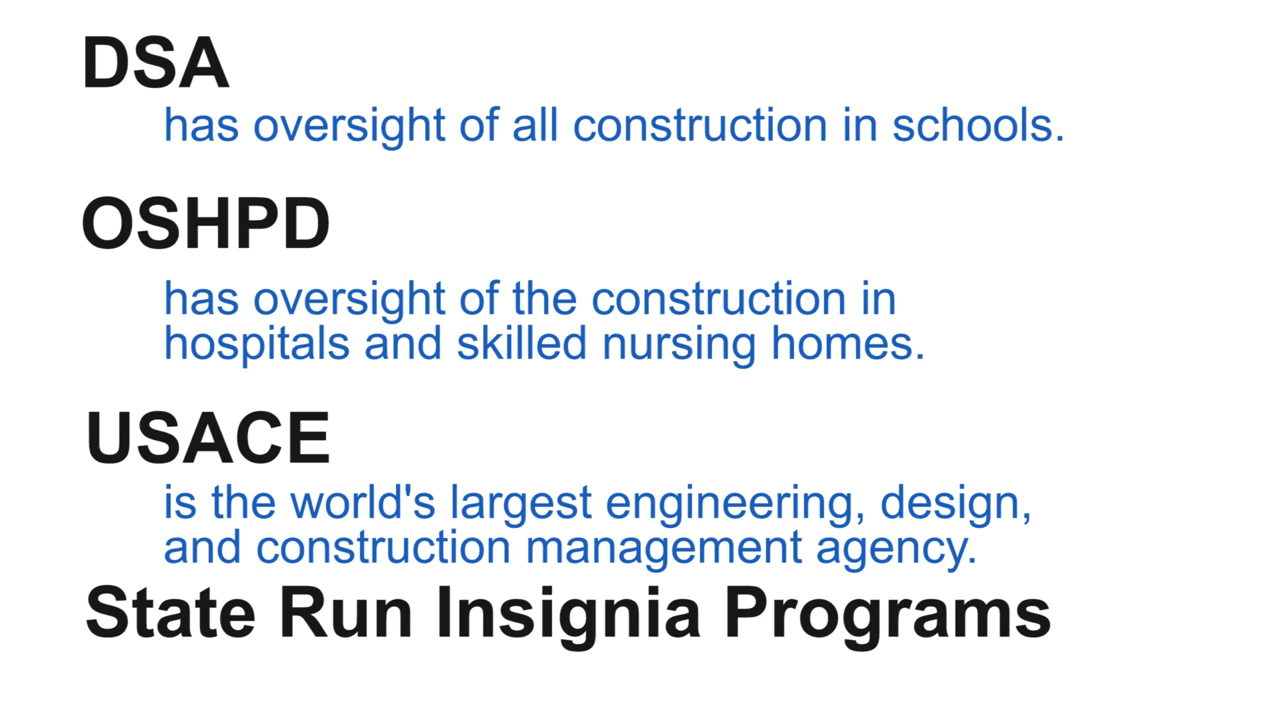 DSA
has oversight of all construction in schools.
OSHPD
has oversight of the construction in
hospitals and skilled nursing homes.
USACE
is the world's largest engineering, design,
and construction management agency.
State Run Insignia Programs